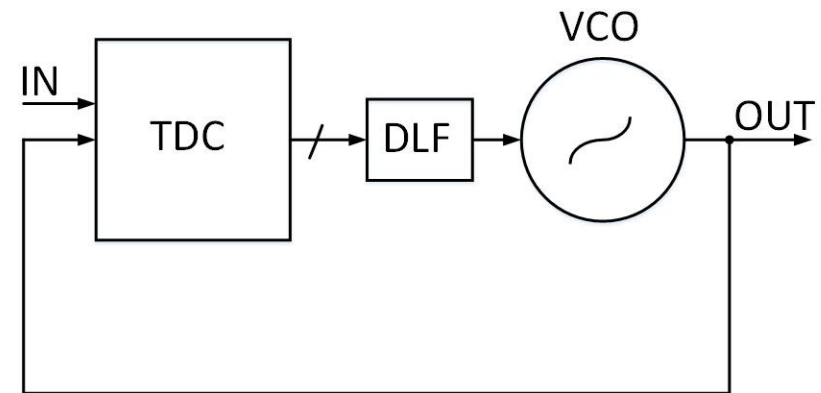 VCO
IN
OUT
TDC
DLF